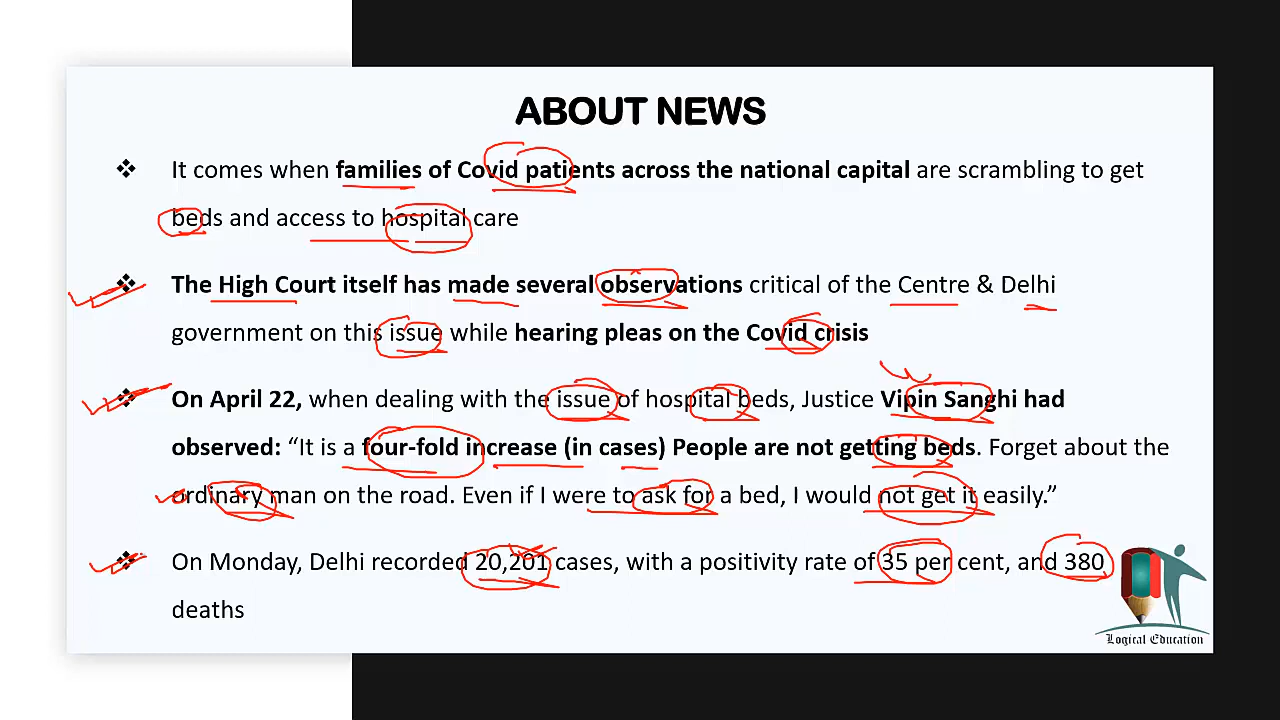 ABOUT NEWS
❖ It comes when families of Covid patients across the national capital are scrambling to get
beds and access to hospital care
❖ The High Court itself has made several observations critical of the Centre & Delhi
government on this issue while hearing pleas on the Covid crisis
❖ On April 22, when dealing with the issue of hospital beds, Justice Vipin Sanghi had
observed: “It is a four-fold increase (in cases) People are not getting beds. Forget about the
ordinary man on the road. Even if I were to ask for a bed, I would not get it easily.”
❖ On Monday, Delhi recorded 20,201 cases, with a positivity rate of 35 per cent, and 380
deaths
Logical Education